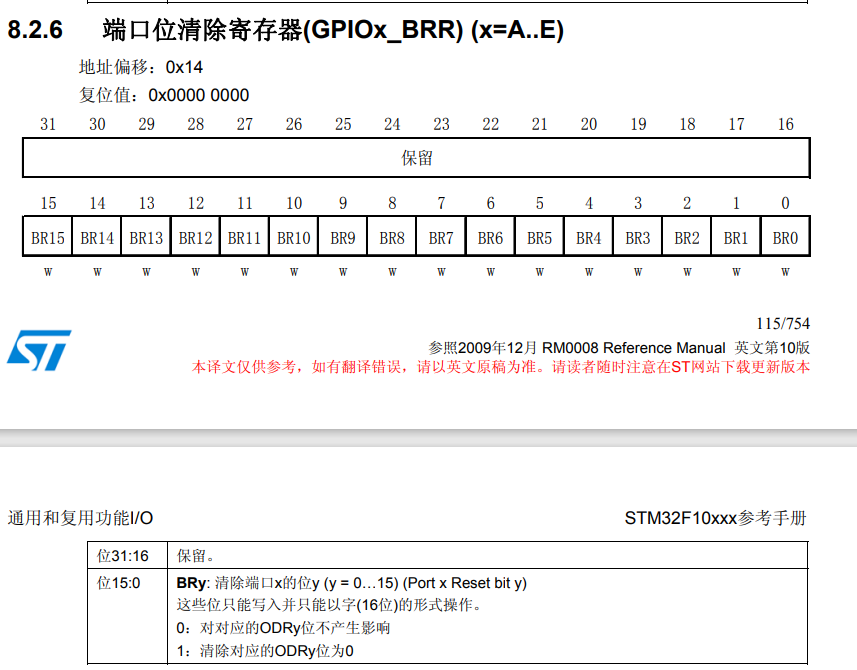 8.2.6 端口位清除寄存器(GPIOx_BRR) (x=A..E)
地址偏移：0x14
复位值：0x0000 0000
31 30 29 28 27 26 25 24 23 22 21 20 19 18 17 16
保留
15 14 13 12 11 10 9 8 7 6 5 4 3 2 1 0
BR15 BR14 BR13 BR12 BR11 BR10 BR9 BR8 BR7 BR6 BR5 BR4 BR3 BR2 BR1 BR0
w w w w w w w w w w w w w w w w
115/754
ST
参照2009年12月 RM0008 Reference Manual 英文第10版
本译文仅供参考，如有翻译错误，请以英文原稿为准。请读者随时注意在ST网站下载更新版本
通用和复用功能I/O STM32F10xxx参考手册
位31:16 保留。
位15:0 BRy: 清除端口x的位y (y = 0…15) (Port x Reset bit y)
这些位只能写入并只能以字(16位)的形式操作。
0：对对应的ODRy位不产生影响
1：清除对应的ODRy位为0